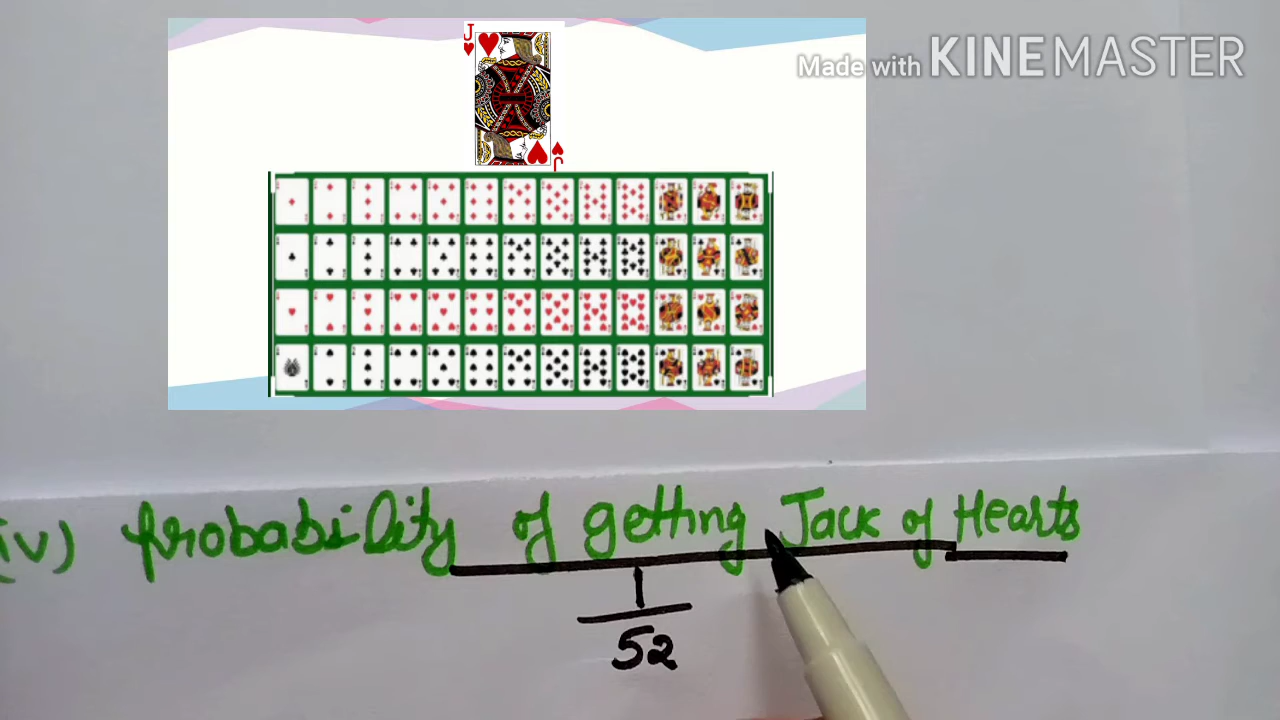 J
Made with KINEMASTER
J
iv) Probability of getting Jack of Hearts
1
52